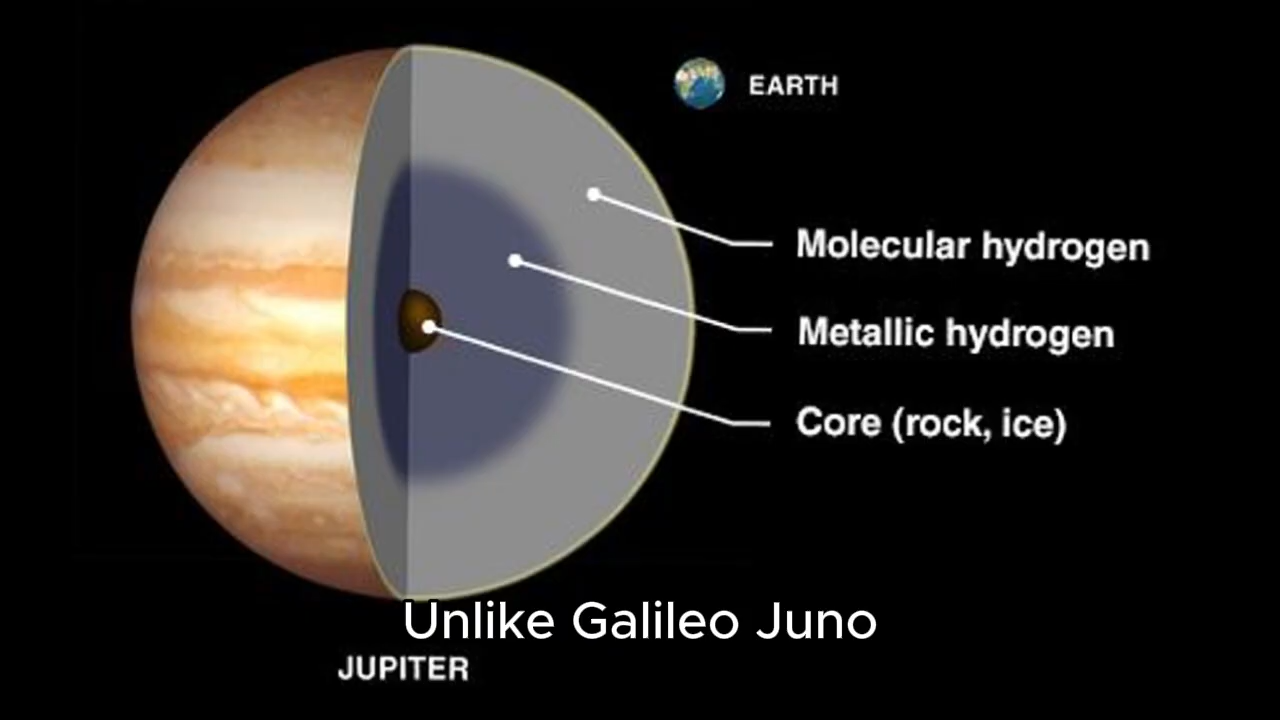 EARTH
Molecular hydrogen
Metallic hydrogen
Core (rock, ice)
Unlike Galileo Juno
JUPITER